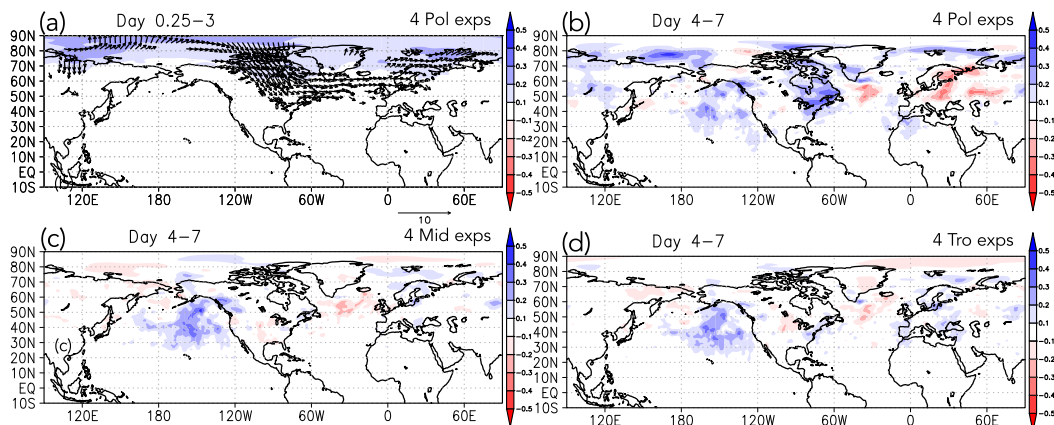 (a) Day 0.25-3 4 Pol exps
90N
80N
70N
60N
50N
40N
30N
20N
10N
EQ
10S
120E 180 120W 60W 0 60E
0.5
0.4
0.3
0.2
0.1
-0.1
-0.2
-0.3
-0.4
-0.5
10
(b) Day 4-7 4 Pol exps
90N
80N
70N
60N
50N
40N
30N
20N
10N
EQ
10S
120E 180 120W 60W 0 60E
0.5
0.4
0.3
0.2
0.1
-0.1
-0.2
-0.3
-0.4
-0.5
(c) Day 4-7 4 Mid exps
90N
80N
70N
60N
50N
40N
30N
(c)
20N
10N
EQ
10S
120E 180 120W 60W 0 60E
0.5
0.4
0.3
0.2
0.1
-0.1
-0.2
-0.3
-0.4
-0.5
(d) Day 4-7 4 Tro exps
90N
80N
70N
60N
50N
40N
30N
20N
10N
EQ
10S
120E 180 120W 60W 0 60E
0.5
0.4
0.3
0.2
0.1
-0.1
-0.2
-0.3
-0.4
-0.5